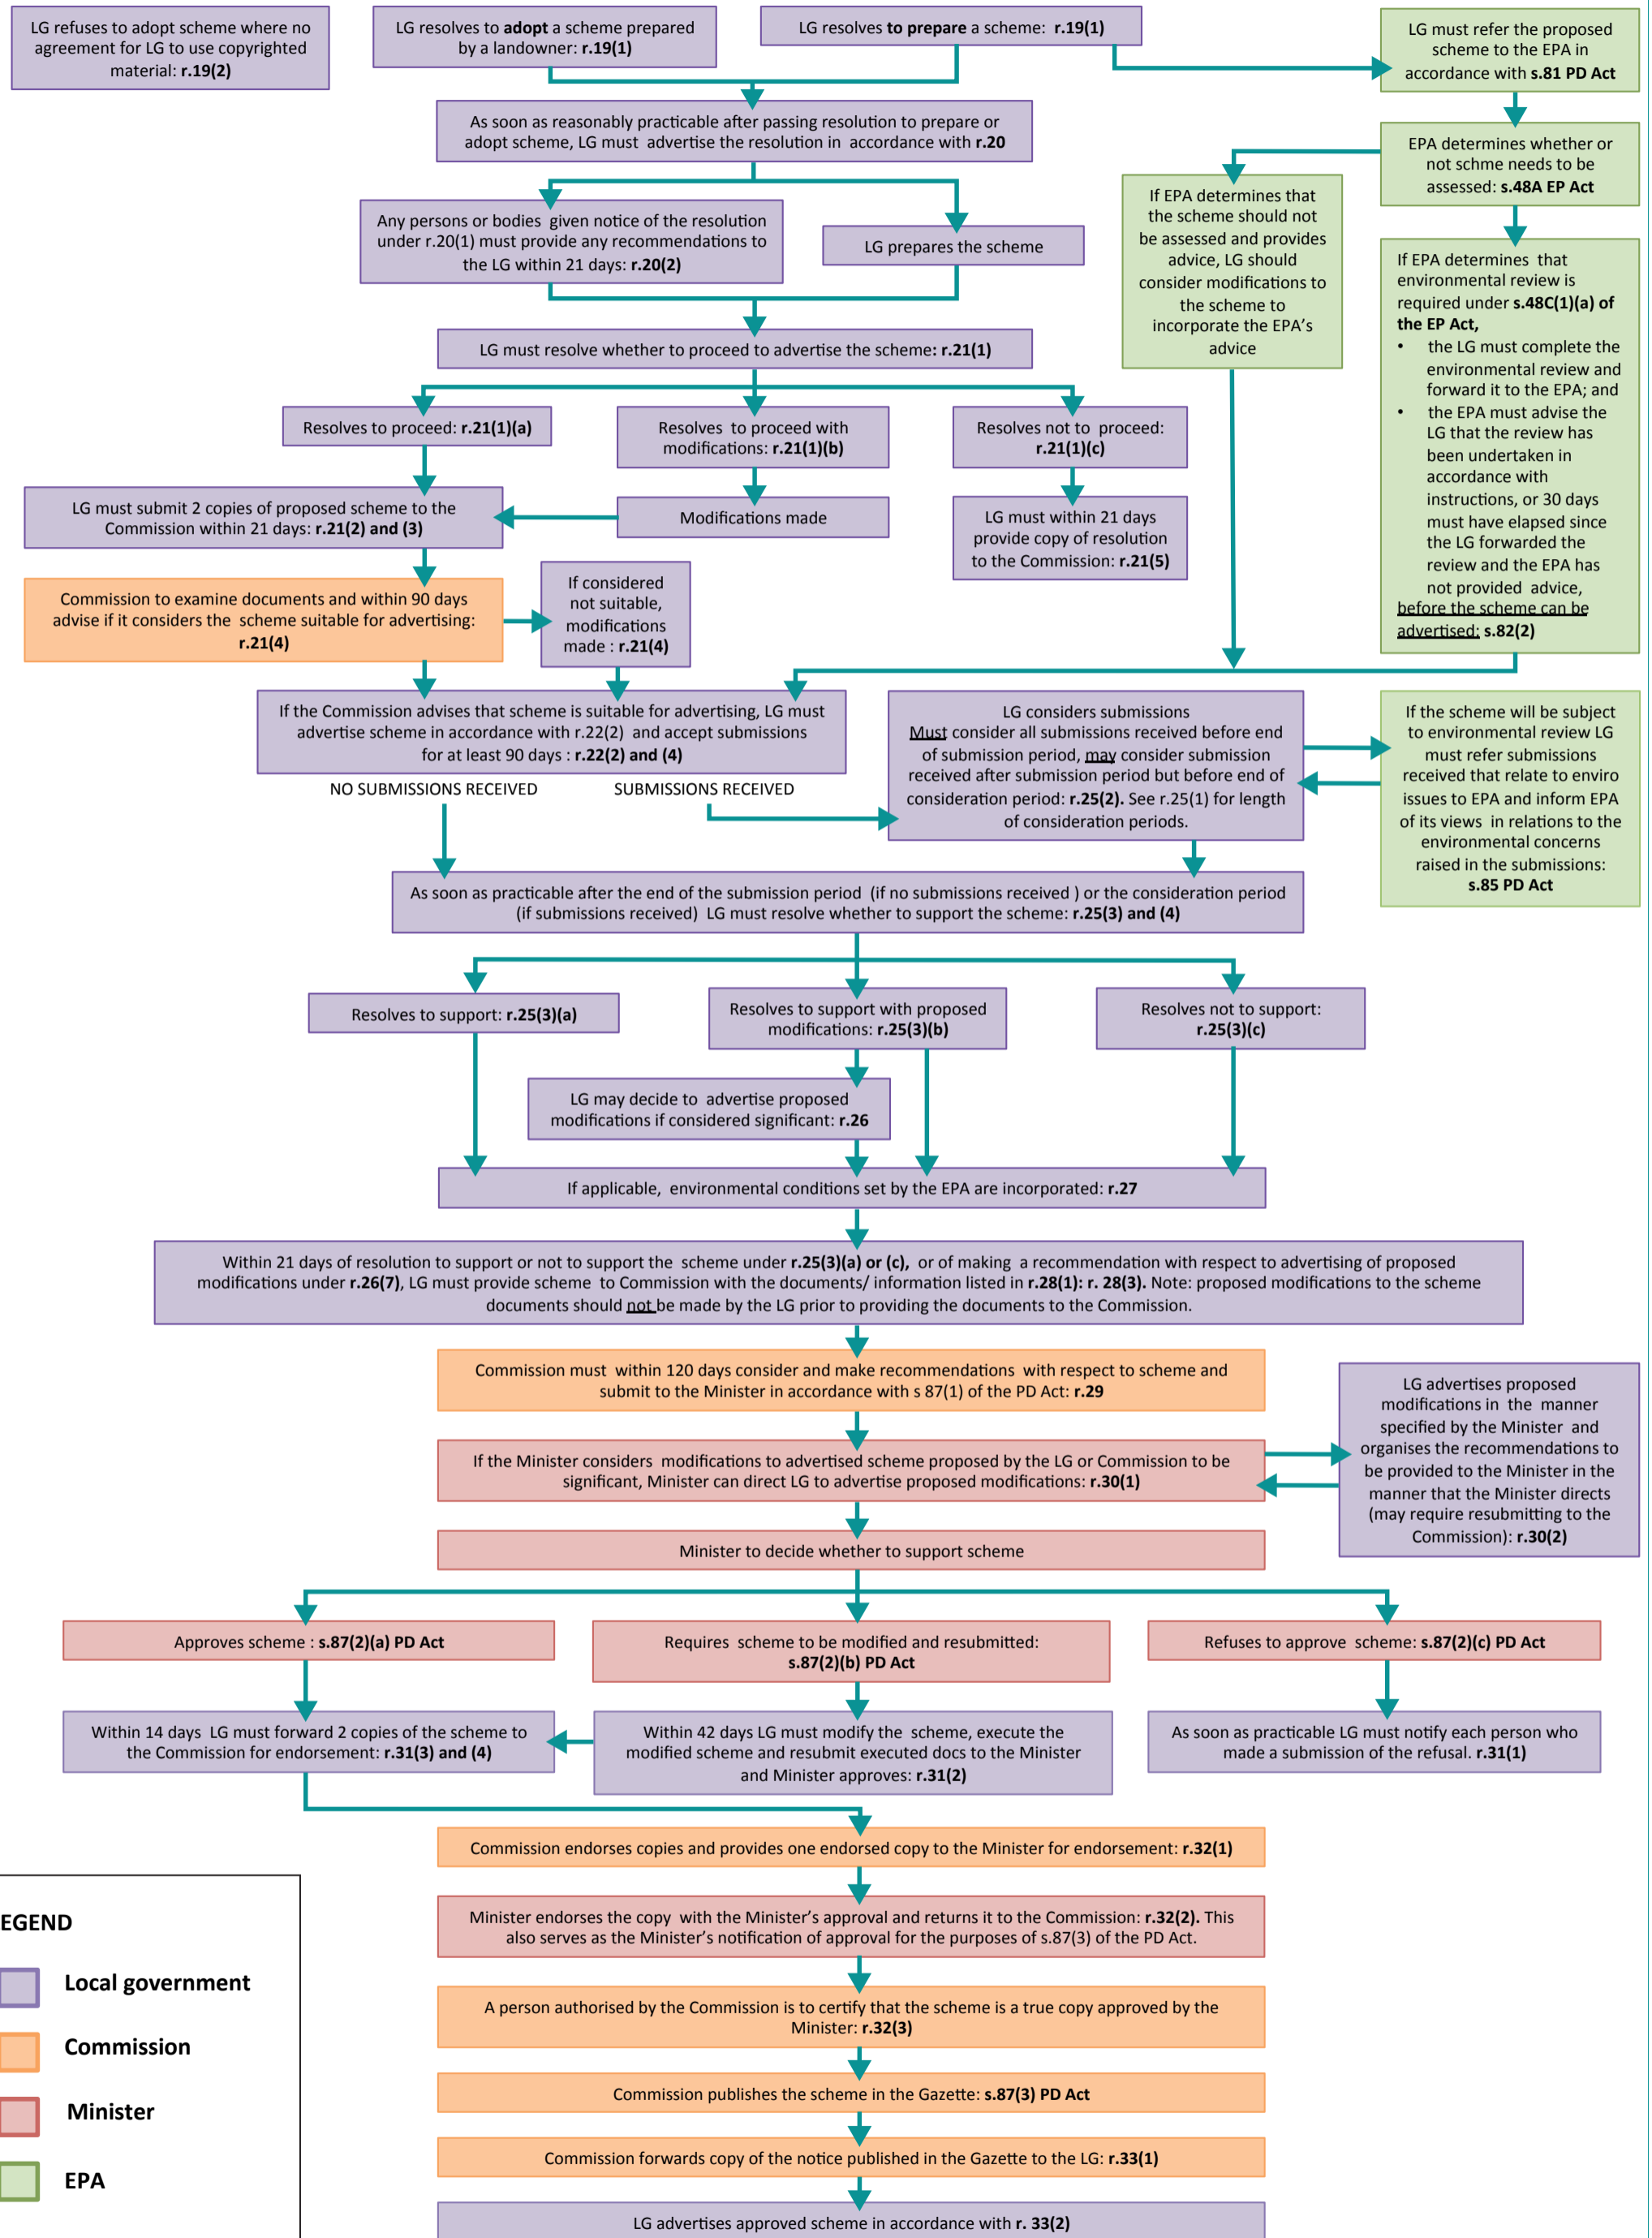 LG refuses to adopt scheme where no
agreement for LG to use copyrighted
material: r.19(2)
LG resolves to adopt a scheme prepared
by a landowner: r.19(1)
LG resolves to prepare a scheme: r.19(1)
LG must refer the proposed
scheme to the EPA in
accordance with s.81 PD Act
As soon as reasonably practicable after passing resolution to prepare or
adopt scheme, LG must advertise the resolution in accordance with r.20
EPA determines whether or
not schme needs to be
assessed: s.48A EP Act
If EPA determines that
the scheme should not
be assessed and provides
advice, LG should
consider modifications to
the scheme to
incorporate the EPA's
advice
Any persons or bodies given notice of the resolution
under r.20(1) must provide any recommendations to
the LG within 21 days: r.20(2)
LG prepares the scheme
If EPA determines that
environmental review is
required under s.48C(1)(a) of
the EP Act,
• the LG must complete the
environmental review and
forward it to the EPA; and
• the EPA must advise the
LG that the review has
been undertaken in
accordance with
instructions, or 30 days
must have elapsed since
the LG forwarded the
review and the EPA has
not provided advice,
before the scheme can be
advertised: s.82(2)
LG must resolve whether to proceed to advertise the scheme: r.21(1)
Resolves to proceed: r.21(1)(a)
Resolves to proceed with
modifications: r.21(1)(b)
Resolves not to proceed:
r.21(1)(c)
LG must submit 2 copies of proposed scheme to the
Commission within 21 days: r.21(2) and (3)
Modifications made
LG must within 21 days
provide copy of resolution
to the Commission: r.21(5)
Commission to examine documents and within 90 days
advise if it considers the scheme suitable for advertising:
r.21(4)
If considered
not suitable,
modifications
made : r.21(4)
If the Commission advises that scheme is suitable for advertising, LG must
advertise scheme in accordance with r.22(2) and accept submissions
for at least 90 days : r.22(2) and (4)
LG considers submissions
Must consider all submissions received before end
of submission period, may consider submission
received after submission period but before end of
consideration period: r.25(2). See r.25(1) for length
of consideration periods.
If the scheme will be subject
to environmental review LG
must refer submissions
received that relate to enviro
issues to EPA and inform EPA
of its views in relations to the
environmental concerns
raised in the submissions:
s.85 PD Act
NO SUBMISSIONS RECEIVED
SUBMISSIONS RECEIVED
As soon as practicable after the end of the submission period (if no submissions received ) or the consideration period
(if submissions received) LG must resolve whether to support the scheme: r.25(3) and (4)
Resolves to support: r.25(3)(a)
Resolves to support with proposed
modifications: r.25(3)(b)
Resolves not to support:
r.25(3)(c)
LG may decide to advertise proposed
modifications if considered significant: r.26
If applicable, environmental conditions set by the EPA are incorporated: r.27
Within 21 days of resolution to support or not to support the scheme under r.25(3)(a) or (c), or of making a recommendation with respect to advertising of proposed
modifications under r.26(7), LG must provide scheme to Commission with the documents/ information listed in r.28(1): r. 28(3). Note: proposed modifications to the scheme
documents should not be made by the LG prior to providing the documents to the Commission.
Commission must within 120 days consider and make recommendations with respect to scheme and
submit to the Minister in accordance with s 87(1) of the PD Act: r.29
LG advertises proposed
modifications in the manner
specified by the Minister and
organises the recommendations to
be provided to the Minister in the
manner that the Minister directs
(may require resubmitting to the
Commission): r.30(2)
If the Minister considers modifications to advertised scheme proposed by the LG or Commission to be
significant, Minister can direct LG to advertise proposed modifications: r.30(1)
Minister to decide whether to support scheme
Approves scheme : s.87(2)(a) PD Act
Requires scheme to be modified and resubmitted:
s.87(2)(b) PD Act
Refuses to approve scheme: s.87(2)(c) PD Act
Within 14 days LG must forward 2 copies of the scheme to
the Commission for endorsement: r.31(3) and (4)
Within 42 days LG must modify the scheme, execute the
modified scheme and resubmit executed docs to the Minister
and Minister approves: r.31(2)
As soon as practicable LG must notify each person who
made a submission of the refusal. r.31(1)
Commission endorses copies and provides one endorsed copy to the Minister for endorsement: r.32(1)
Minister endorses the copy with the Minister's approval and returns it to the Commission: r.32(2). This
also serves as the Minister's notification of approval for the purposes of s.87(3) of the PD Act.
A person authorised by the Commission is to certify that the scheme is a true copy approved by the
Minister: r.32(3)
Commission publishes the scheme in the Gazette: s.87(3) PD Act
Commission forwards copy of the notice published in the Gazette to the LG: r.33(1)
LG advertises approved scheme in accordance with r. 33(2)
EGEND
Local government
Commission
Minister
EPA